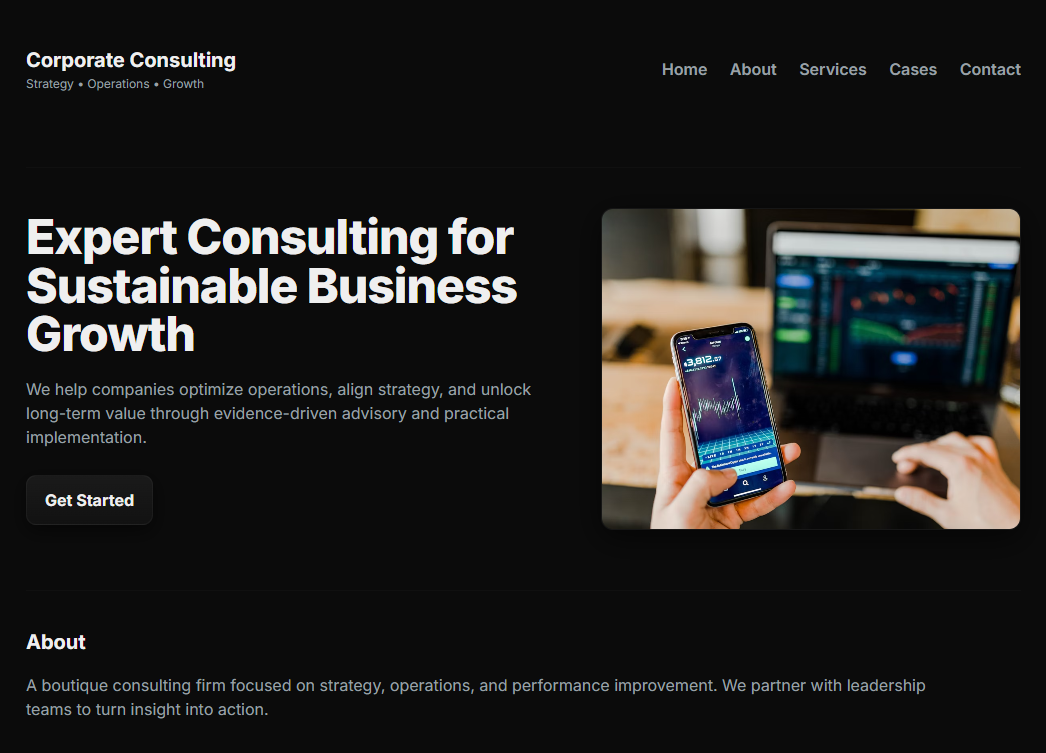 Corporate Consulting
Strategy • Operations • Growth
Home About Services Cases Contact
Expert Consulting for
Sustainable Business
Growth
We help companies optimize operations, align strategy, and unlock
long-term value through evidence-driven advisory and practical
implementation.
Get Started
3,812
About
A boutique consulting firm focused on strategy, operations, and performance improvement. We partner with leadership
teams to turn insight into action.